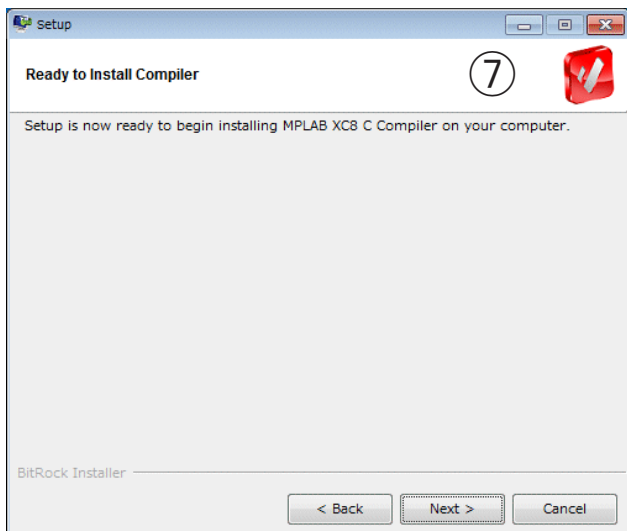 Setup
Ready to Install Compiler
⑦
Setup is now ready to begin installing MPLAB XC8 C Compiler on your computer.
BitRock Installer
< Back
Next >
Cancel